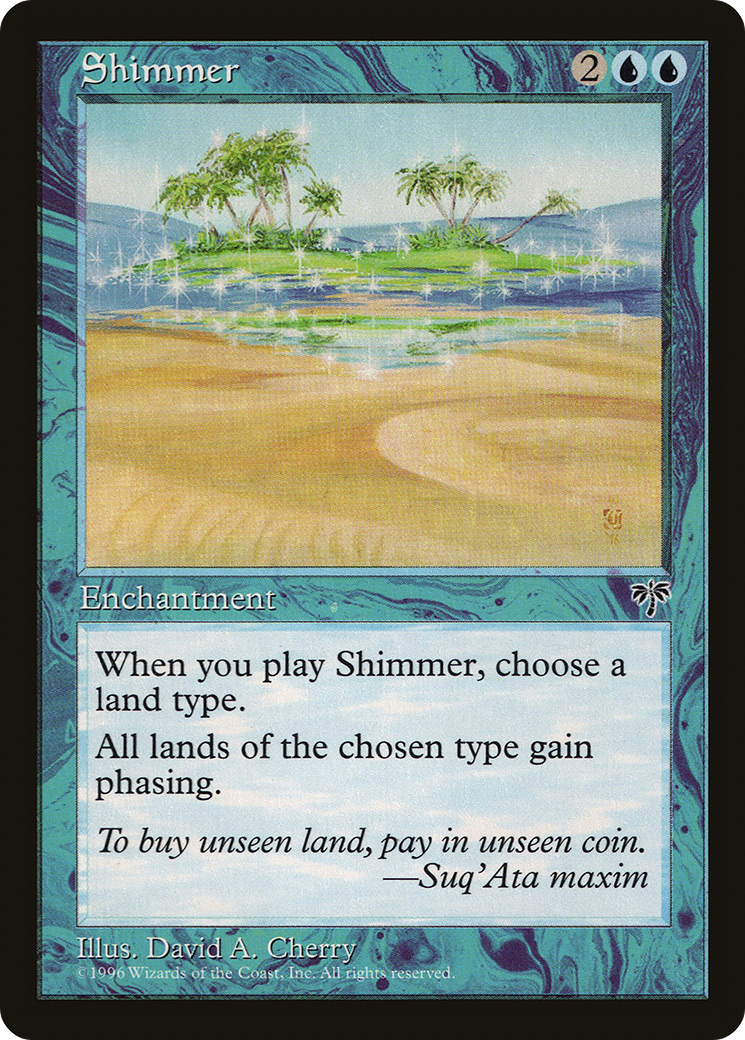 Shimmer 2
Enchantment
When you play Shimmer, choose a
land type.
All lands of the chosen type gain
phasing.
To buy unseen land, pay in unseen coin.
—Suq'Ata maxim
Illus. David A. Cherry
©1996 Wizards of the Coast, Inc. All rights reserved.